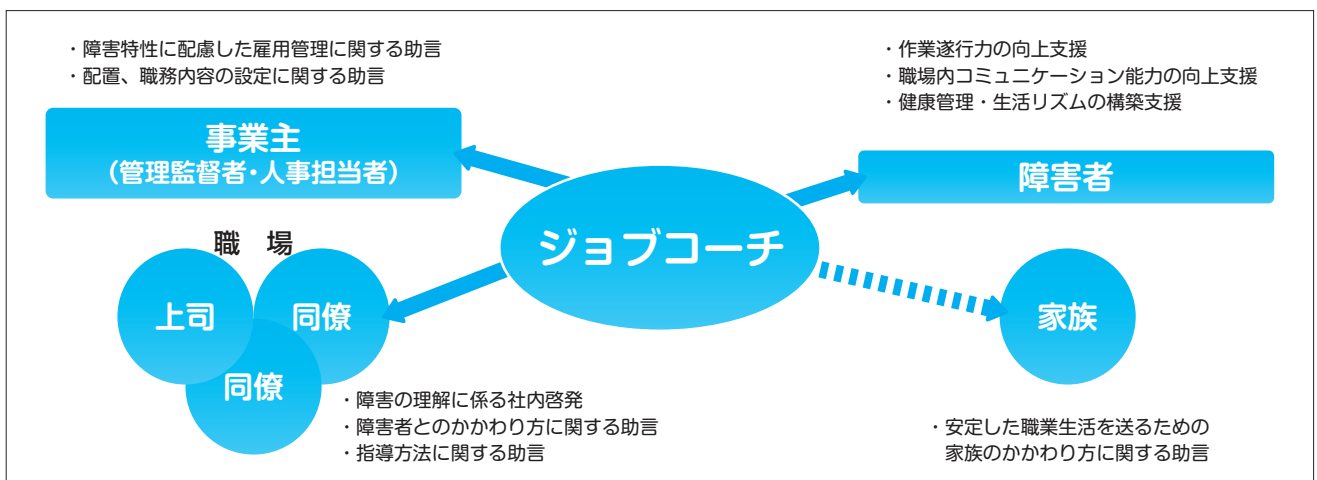 ・障害特性に配慮した雇用管理に関する助言
・配置、職務内容の設定に関する助言
事業主
（管理監督者・人事担当者）
・作業遂行力の向上支援
・職場内コミュニケーション能力の向上支援
・健康管理・生活リズムの構築支援
障害者
ジョブコーチ
職　場
上司
同僚
同僚
・障害の理解に係る社内啓発
・障害者とのかかわり方に関する助言
・指導方法に関する助言
家族
・安定した職業生活を送るための
家族のかかわり方に関する助言